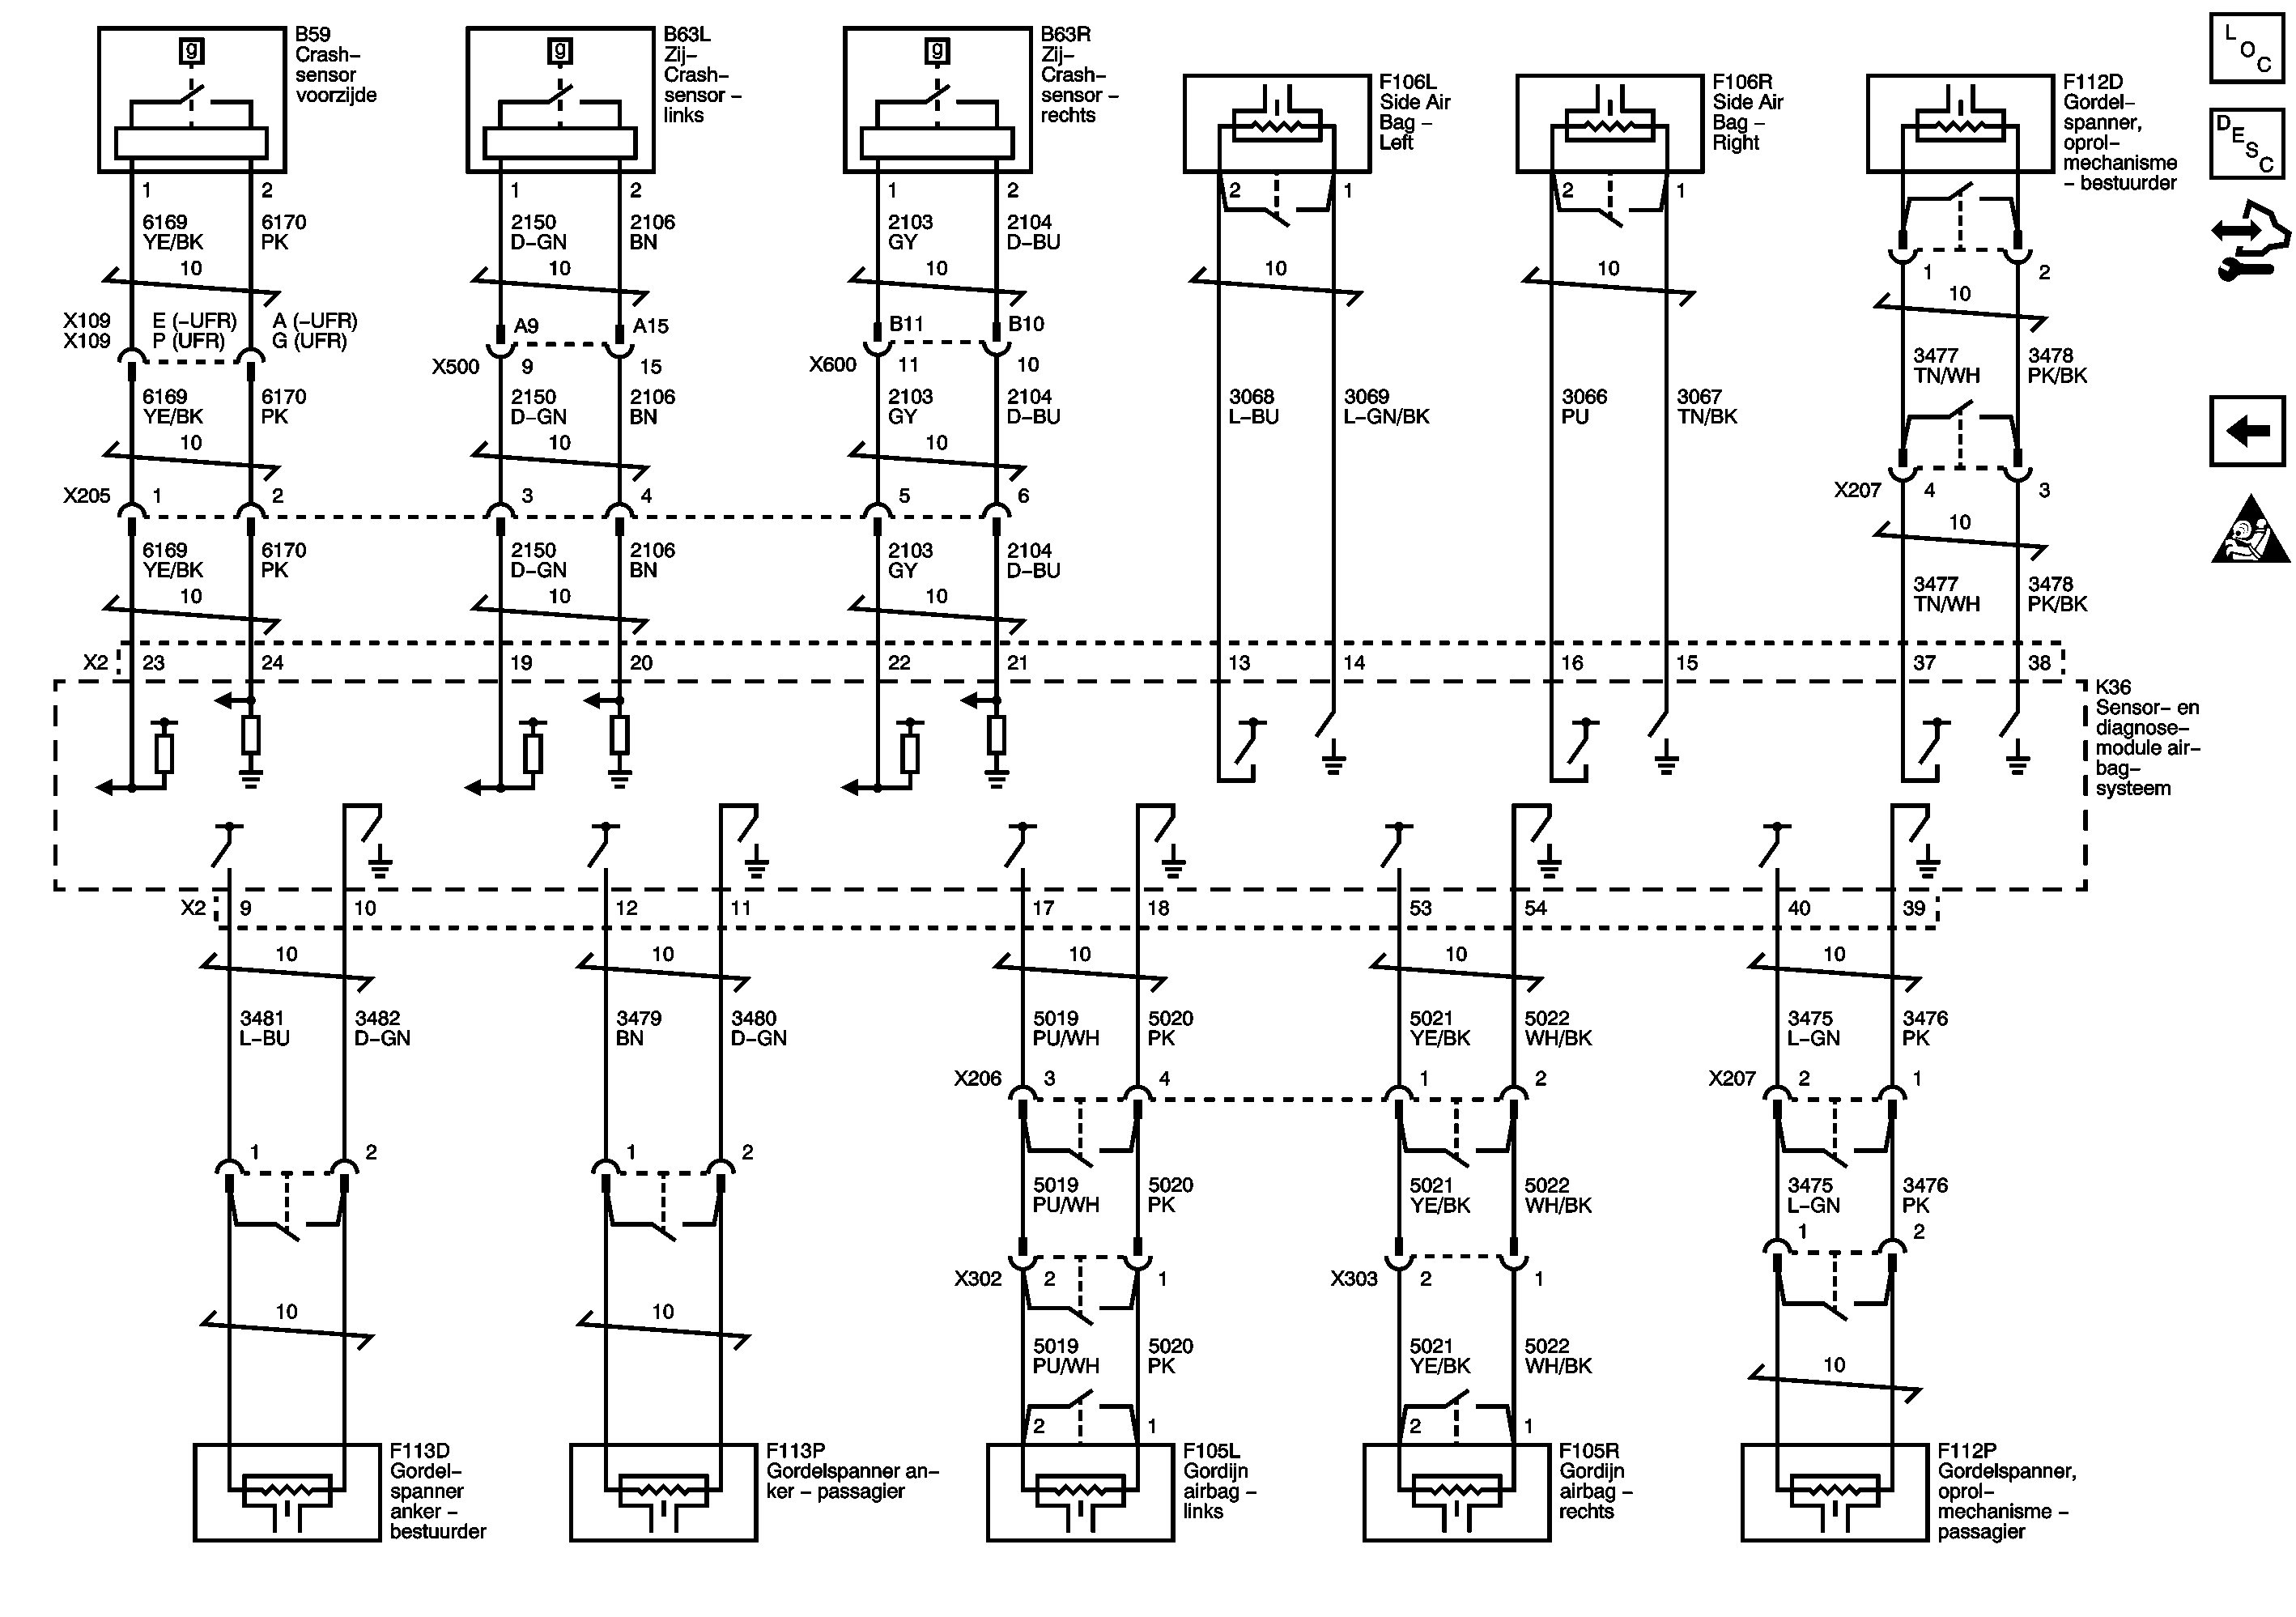 B59
Crash–
sensor
voorzijde
g
B63L
Zij–
Crash–
sensor –
links
g
B63R
Zij–
Crash–
sensor –
rechts
g
F106L
Side Air
Bag –
Left
F106R
Side Air
Bag –
Right
F112D
Gordel–
spanner,
oprol–
mechanisme
– bestuurder
L O C
D E S C
1 2 1 2 1 2 2 1 2 1
6169 6170 2150 2106 2103 2104
YE/BK PK D–GN BN GY D–BU
1 2
10 10 10 10 10 10
X109 E (–UFR) A (–UFR)
X109 P (UFR) G (UFR)
A9 A15 B11 B10
X500 9 15 X600 11 10
3477 3478
TN/WH PK/BK
6169 6170 2150 2106 2103 2104 3068 3069 3066 3067
YE/BK PK D–GN BN GY D–BU L–BU L–GN/BK PU TN/BK
10 10 10
X205 1 2 3 4 5 6 X207 4 3
10
6169 6170 2150 2106 2103 2104
YE/BK PK D–GN BN GY D–BU
3477 3478
TN/WH PK/BK
10 10 10
X2 23 24 19 20 22 21 13 14 16 15 37 38
K36
Sensor– en
diagnose–
module air–
bag–
systeem
X2 9 10 12 11 17 18 53 54 40 39
10 10 10 10 10
3481 3482 3479 3480 5019 5020 5021 5022 3475 3476
L–BU D–GN BN D–GN PU/WH PK YE/BK WH/BK L–GN PK
X206 3 4 1 2 X207 2 1
1 2 1 2
5019 5020 5021 5022 3475 3476
PU/WH PK YE/BK WH/BK L–GN PK
1 2
X302 2 1 X303 2 1
10 10
5019 5020 5021 5022
PU/WH PK YE/BK WH/BK
10
2 1 2 1
F113D
Gordel–
spanner
anker –
bestuurder
F113P
Gordelspanner an–
ker – passagier
F105L
Gordijn
airbag –
links
F105R
Gordijn
airbag –
rechts
F112P
Gordelspanner,
oprol–
mechanisme –
passagier